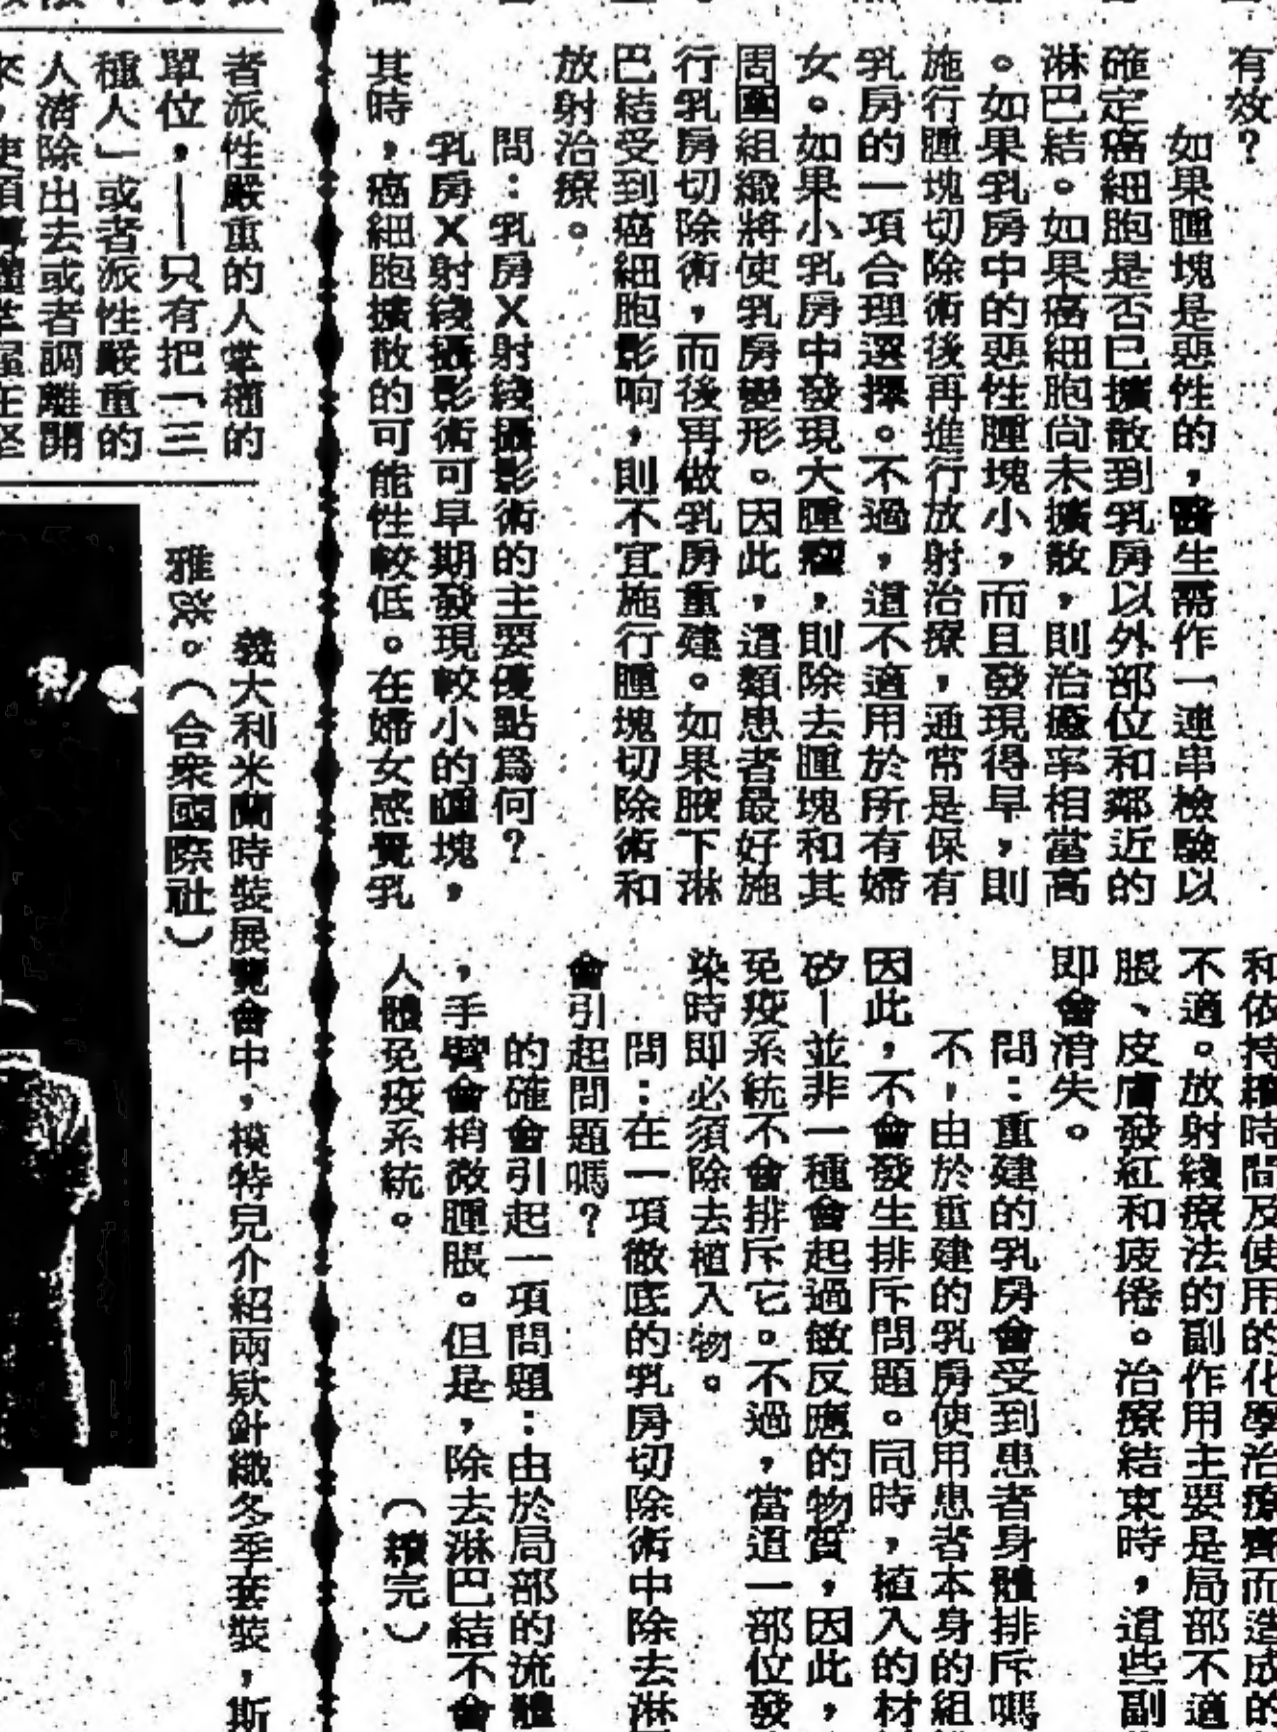 有效?
如果腫塊是惡性的，醫生需作一連串檢驗以
確定癌細胞是否已擴散到乳房以外部位和鄰近的
淋巴結。如果癌細胞尚未擴散，則治癒率相當高
。如果乳房中的惡性腫塊小，而且發現得早，則
施行腫塊切除術後再進行放射治療，通常是保有
乳房的一項合理選擇。不過，這不適用於所有婦
女。如果小乳房中發現大腫瘤，則除去腫塊和其
周圍組織將使乳房變形。因此，這類患者最好施
行乳房切除術，而後再做乳房重建。如果腋下淋
巴結受到癌細胞影响，則不宜施行腫塊切除術和
放射治療。
問：乳房X射綫攝影術的主要優點爲何?
乳房X射綫攝影術可早期發現較小的腫塊，
其時，癌細胞擴散的可能性較低。在婦女感覺乳
和依持續時間及使用的化學治療劑而造成的
不適。放射綫療法的副作用主要是局部不適
脹、皮膚發紅和疲倦。治療結束時，這些副
即會消失。
問：重建的乳房會受到患者身體排斥嗎
不，由於重建的乳房使用患者本身的組
因此，不會發生排斥問題。同時，植入的材
矽—並非一種會起過敏反應的物質，因此，
免疫系統不會排斥它。不過，當這一部位發
染時即必須除去植入物。
問：在一項徹底的乳房切除術中除去淋
會引起問題嗎?
的確會引起一項問題：由於局部的流體
，手臂會稍微腫脹。但是，除去淋巴結不會
人體免疫系統。
（續完）
者派性嚴重的人掌權的
單位，——只有把「三
種人」或者派性嚴重的
人濟除出去或者調離開
義大利米蘭時裝展覽會中，模特兒介紹兩欵針織冬季套裝，斯
雅。（合衆國際社）